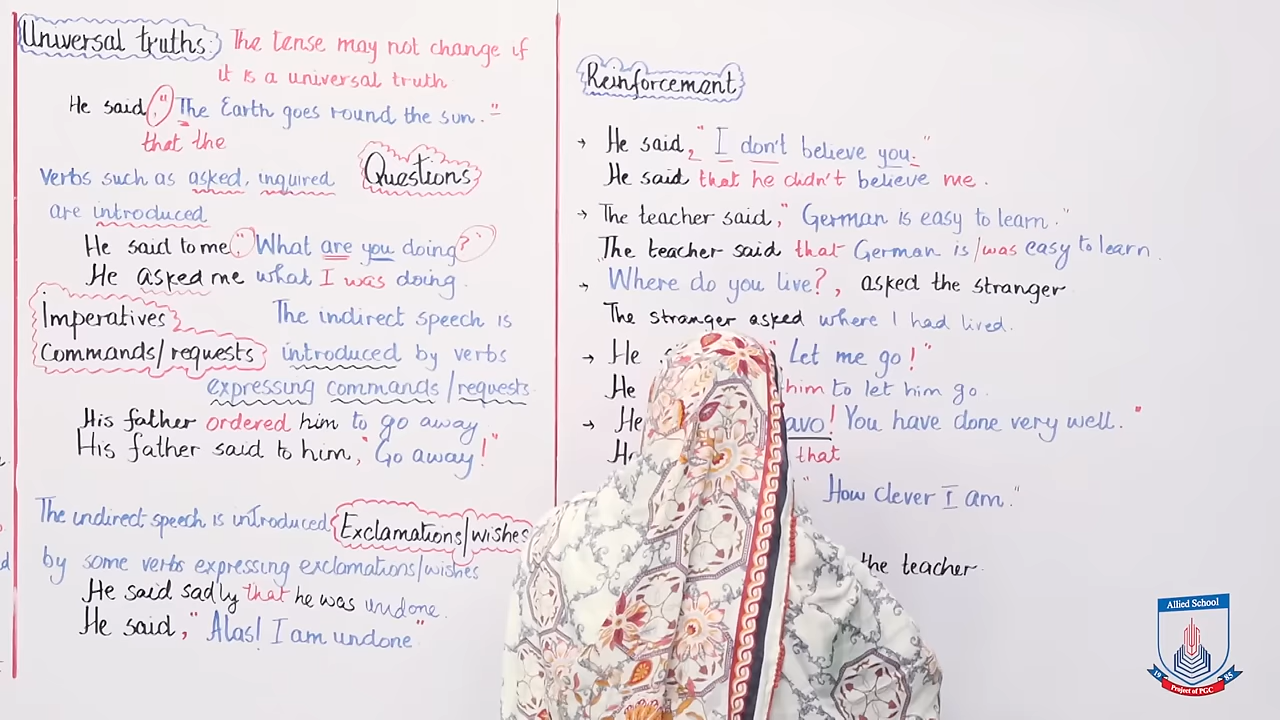 Universal truths: The tense may not change if
it is a universal truth
He said, "The Earth goes round the sun."
that the
verbs such as asked, inquired
Questions
are introduced
He said to me, "What are you doing?"
He asked me what I was doing.
Imperatives
Commands/requests
The indirect speech is
introduced by verbs
expressing commands/requests.
His father ordered him to go away
His father said to him, "Go away!"
The indirect speech is introduced
Exclamations/wishes
by some verbs expressing exclamations/wishes
He said sadly that he was undone.
He said, "Alas! I am undone"
Reinforcement
→ He said, "I don't believe you."
He said that he didn't believe me.
→ The teacher said, "German is easy to learn."
The teacher said that German is/was easy to learn.
→ Where do you live?, asked the stranger
The stranger asked where I had lived.
→ He " Let me go!"
He him to let him go.
→ He You have done very well."
that
" How clever I am."
the teacher
Allied School
19 85
Project of PGC